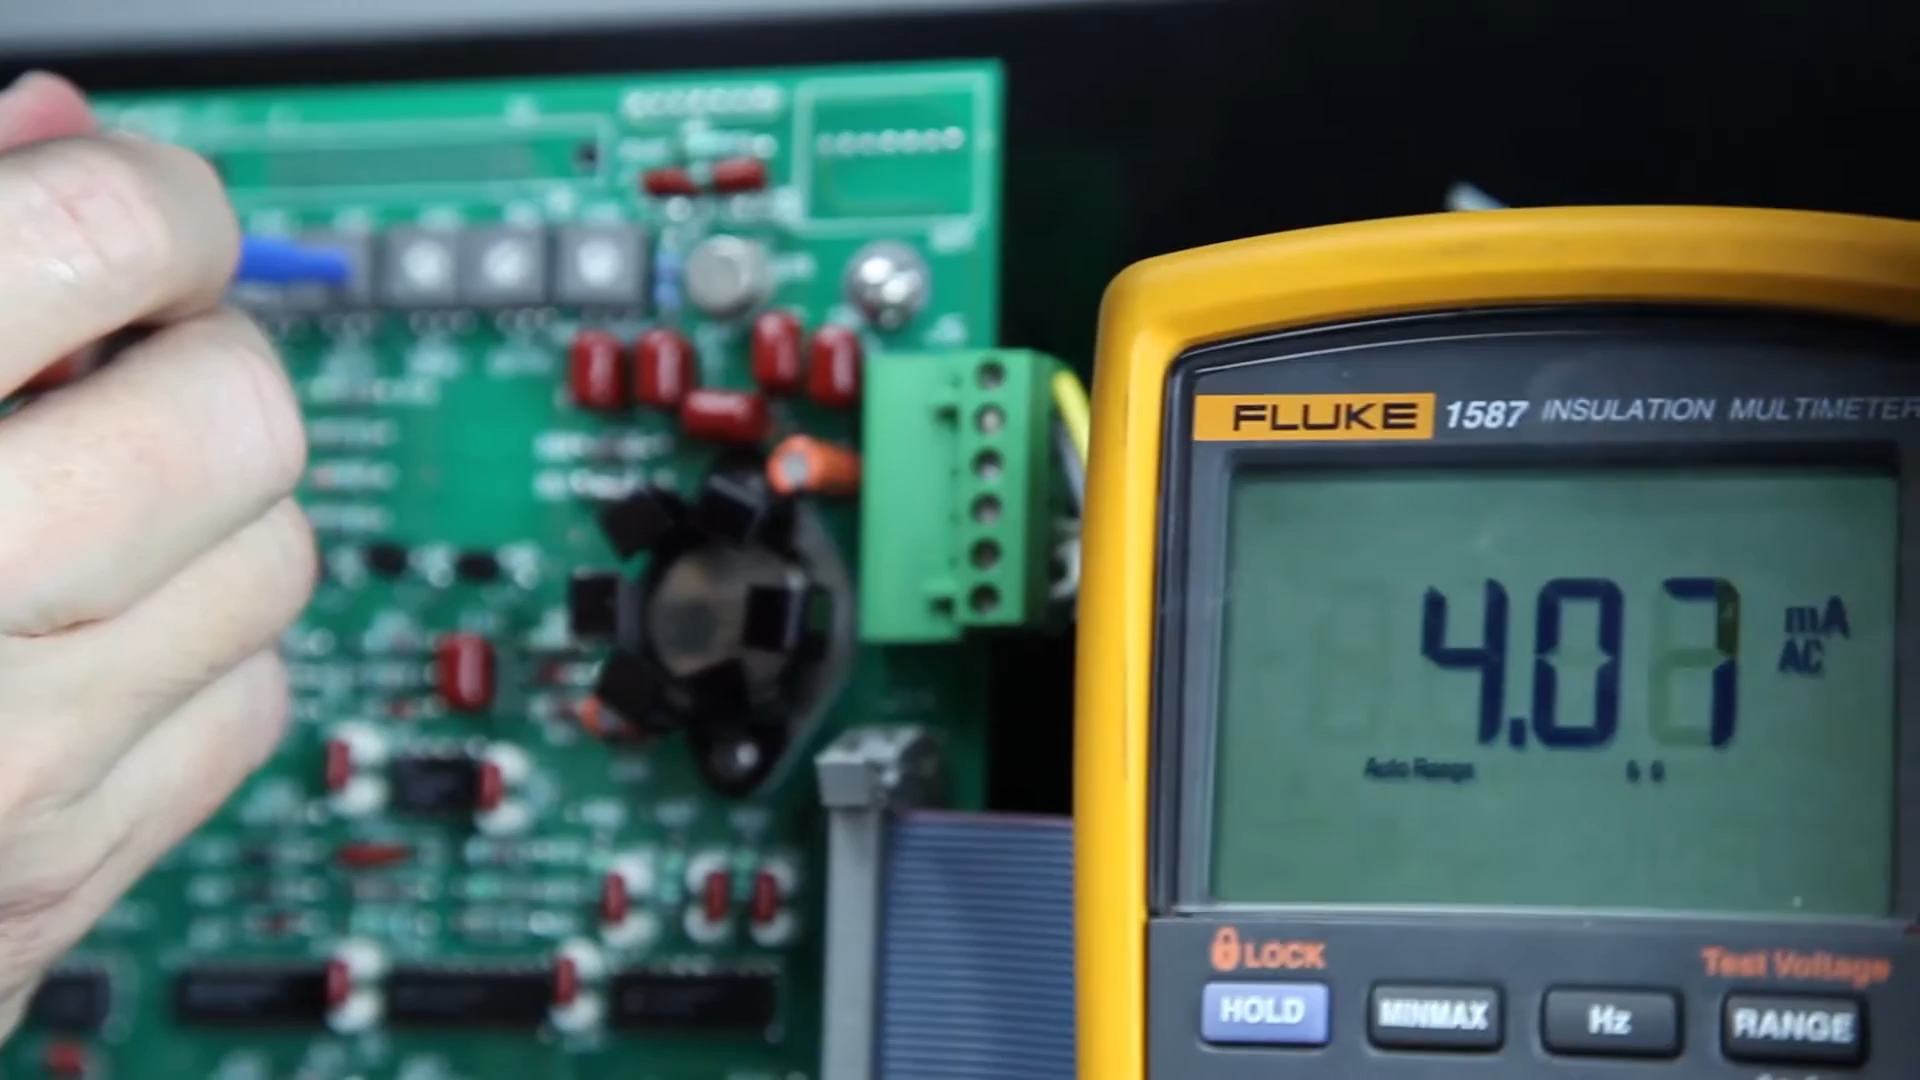 FLUKE 1587 INSULATION MULTIMETER
4.07 mA
AC
Auto Range
LOCK
Test Voltage
HOLD
MINMAX
Hz
RANGE